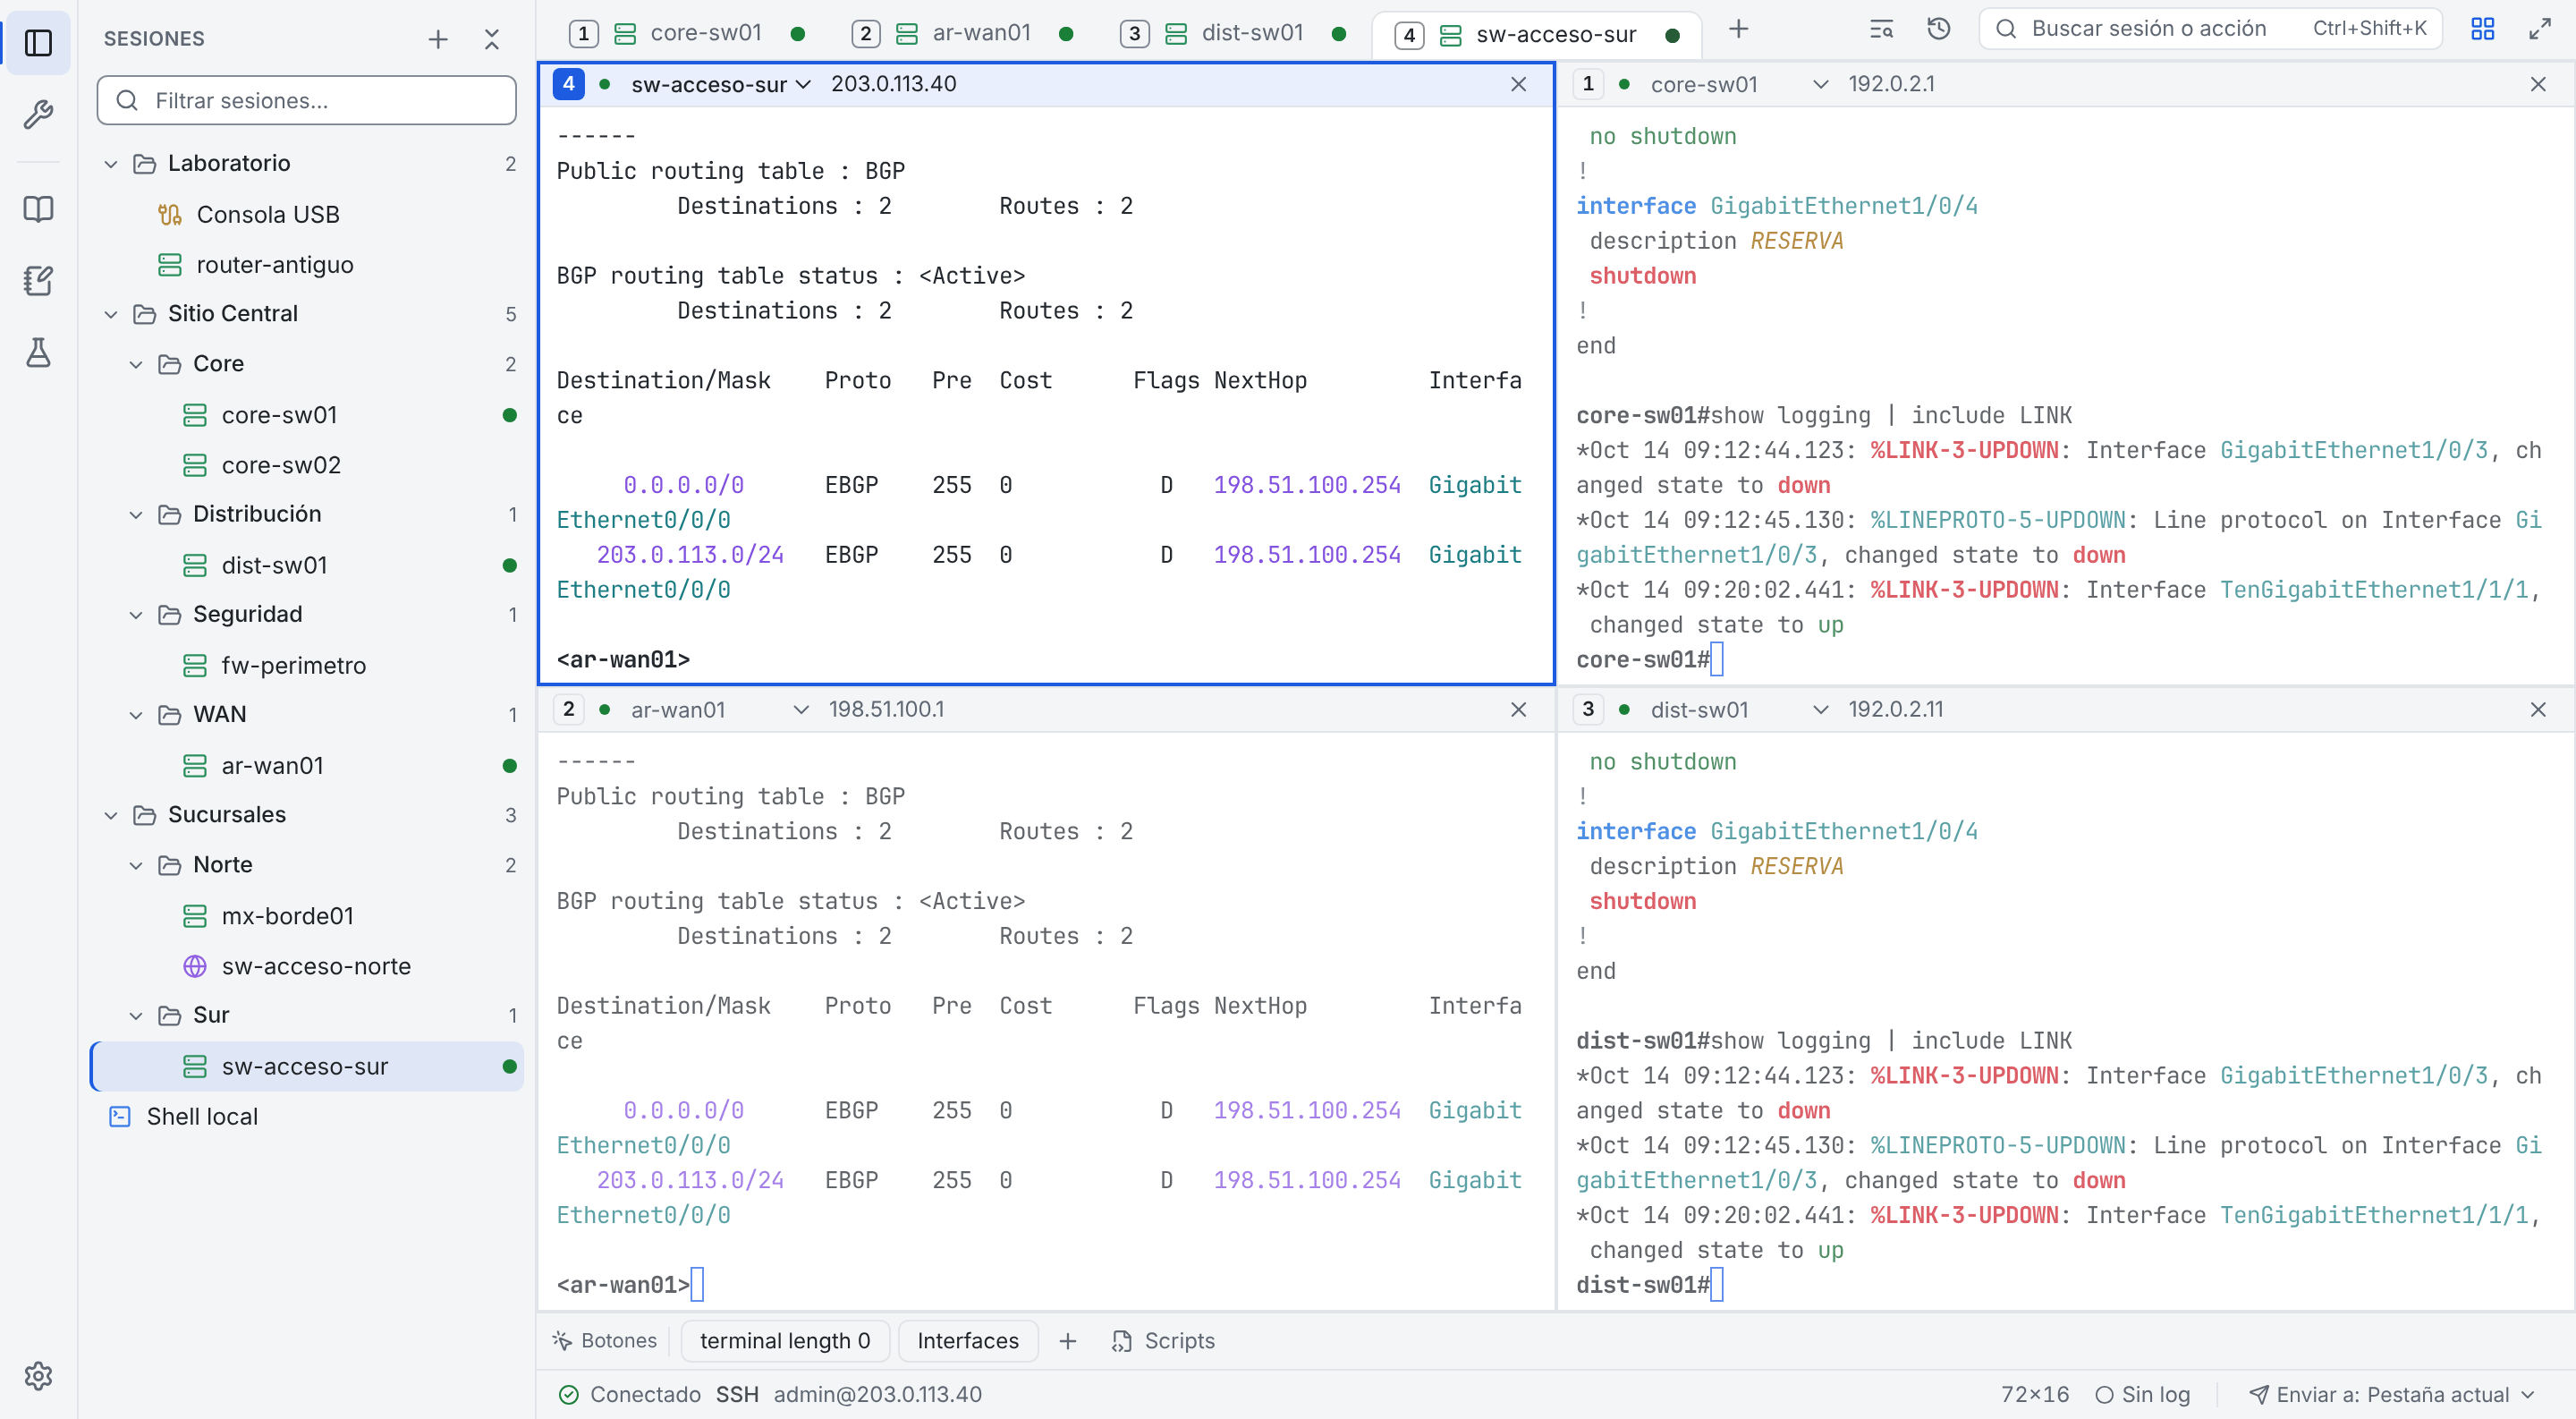 SESIONES
Filtrar sesiones...
Laboratorio 2
Consola USB
router-antiguo
Sitio Central 5
Core 2
core-sw01
core-sw02
Distribución 1
dist-sw01
Seguridad 1
fw-perimetro
WAN 1
ar-wan01
Sucursales 3
Norte 2
mx-borde01
sw-acceso-norte
Sur 1
sw-acceso-sur
Shell local
1 core-sw01 2 ar-wan01 3 dist-sw01 4 sw-acceso-sur Buscar sesión o acción Ctrl+Shift+K
4 sw-acceso-sur 203.0.113.40
------
Public routing table : BGP
Destinations : 2 Routes : 2
BGP routing table status : <Active>
Destinations : 2 Routes : 2
Destination/Mask Proto Pre Cost Flags NextHop Interfa
ce
0.0.0.0/0 EBGP 255 0 D 198.51.100.254 Gigabit
Ethernet0/0/0
203.0.113.0/24 EBGP 255 0 D 198.51.100.254 Gigabit
Ethernet0/0/0
<ar-wan01>
1 core-sw01 192.0.2.1
no shutdown
!
interface GigabitEthernet1/0/4
description RESERVA
shutdown
!
end
core-sw01#show logging | include LINK
*Oct 14 09:12:44.123: %LINK-3-UPDOWN: Interface GigabitEthernet1/0/3, ch
anged state to down
*Oct 14 09:12:45.130: %LINEPROTO-5-UPDOWN: Line protocol on Interface Gi
gabitEthernet1/0/3, changed state to down
*Oct 14 09:20:02.441: %LINK-3-UPDOWN: Interface TenGigabitEthernet1/1/1,
changed state to up
core-sw01#
2 ar-wan01 198.51.100.1
------
Public routing table : BGP
Destinations : 2 Routes : 2
BGP routing table status : <Active>
Destinations : 2 Routes : 2
Destination/Mask Proto Pre Cost Flags NextHop Interfa
ce
0.0.0.0/0 EBGP 255 0 D 198.51.100.254 Gigabit
Ethernet0/0/0
203.0.113.0/24 EBGP 255 0 D 198.51.100.254 Gigabit
Ethernet0/0/0
<ar-wan01>
3 dist-sw01 192.0.2.11
no shutdown
!
interface GigabitEthernet1/0/4
description RESERVA
shutdown
!
end
dist-sw01#show logging | include LINK
*Oct 14 09:12:44.123: %LINK-3-UPDOWN: Interface GigabitEthernet1/0/3, ch
anged state to down
*Oct 14 09:12:45.130: %LINEPROTO-5-UPDOWN: Line protocol on Interface Gi
gabitEthernet1/0/3, changed state to down
*Oct 14 09:20:02.441: %LINK-3-UPDOWN: Interface TenGigabitEthernet1/1/1,
changed state to up
dist-sw01#
Botones terminal length 0 Interfaces Scripts
Conectado SSH admin@203.0.113.40 72×16 Sin log Enviar a: Pestaña actual